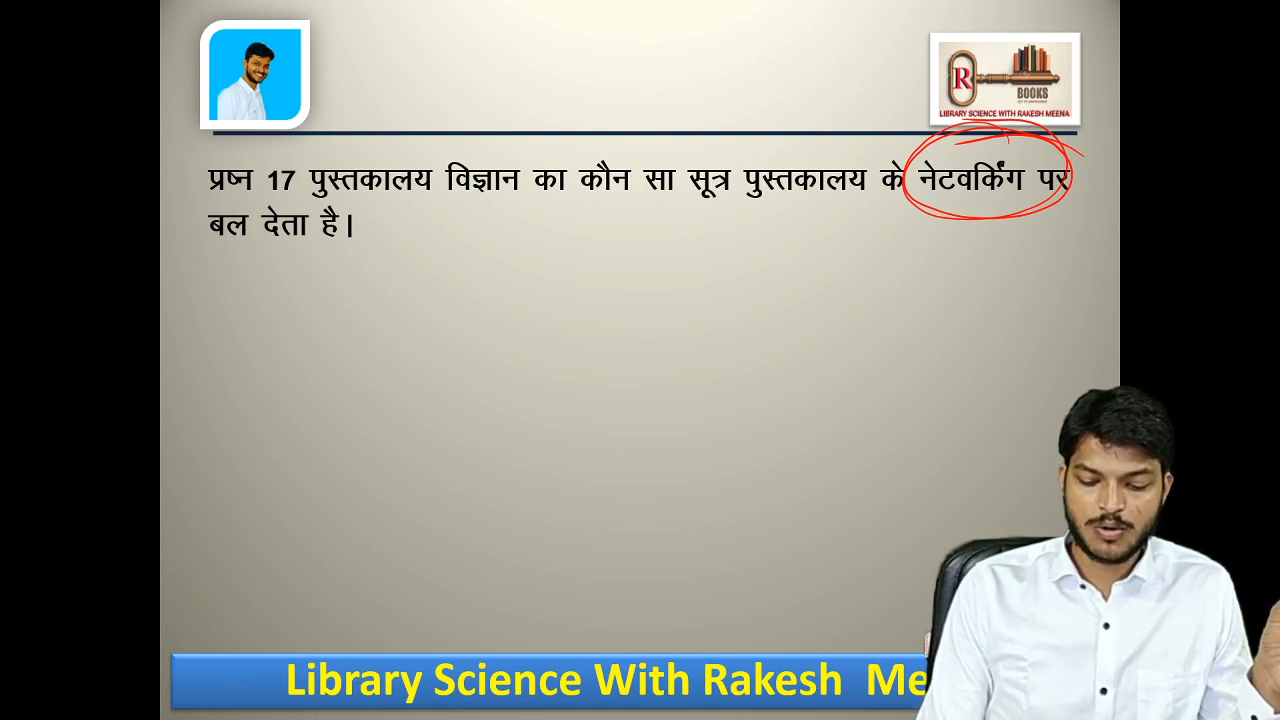 R
BOOKS
LIBRARY SCIENCE WITH RAKESH MEENA
प्रष्न 17 पुस्तकालय विज्ञान का कौन सा सूत्र पुस्तकालय के नेटवर्किंग पर
बल देता है।
Library Science With Rakesh Me